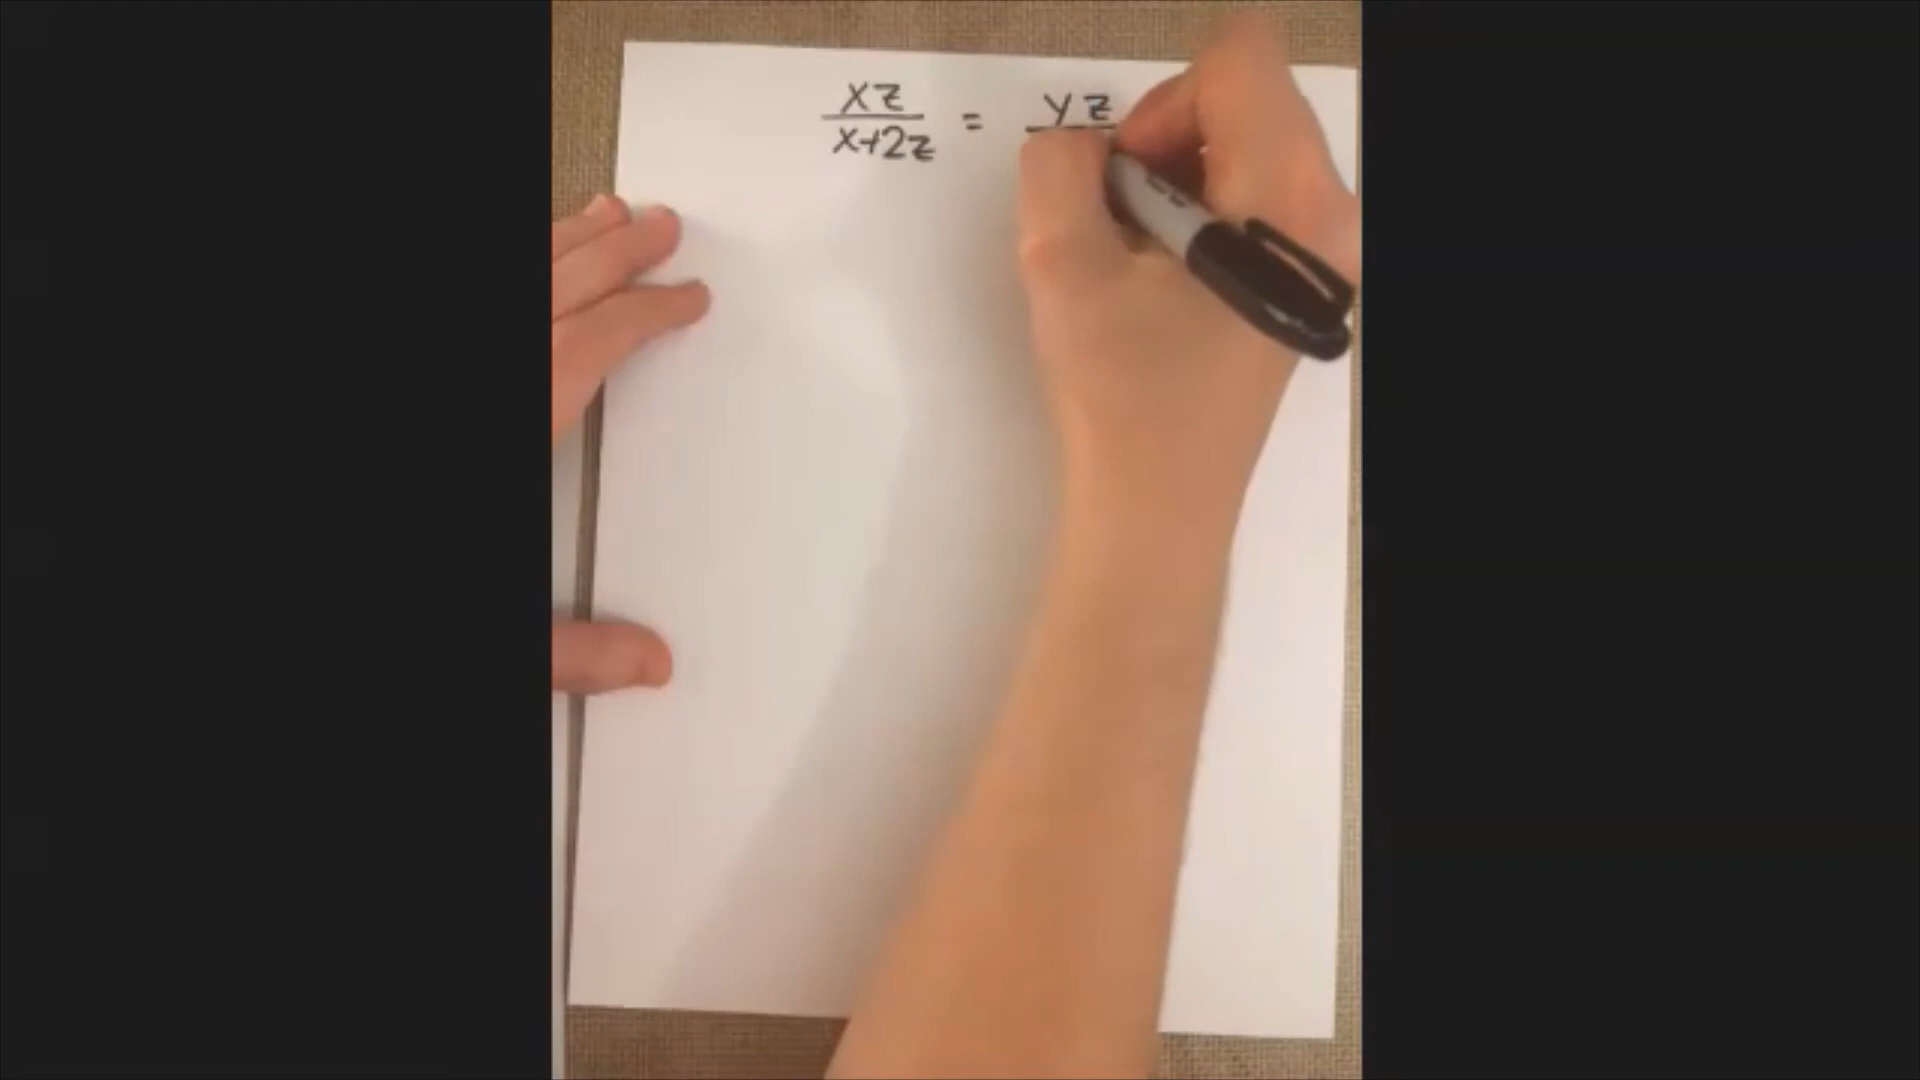 xz/x+2z = yz